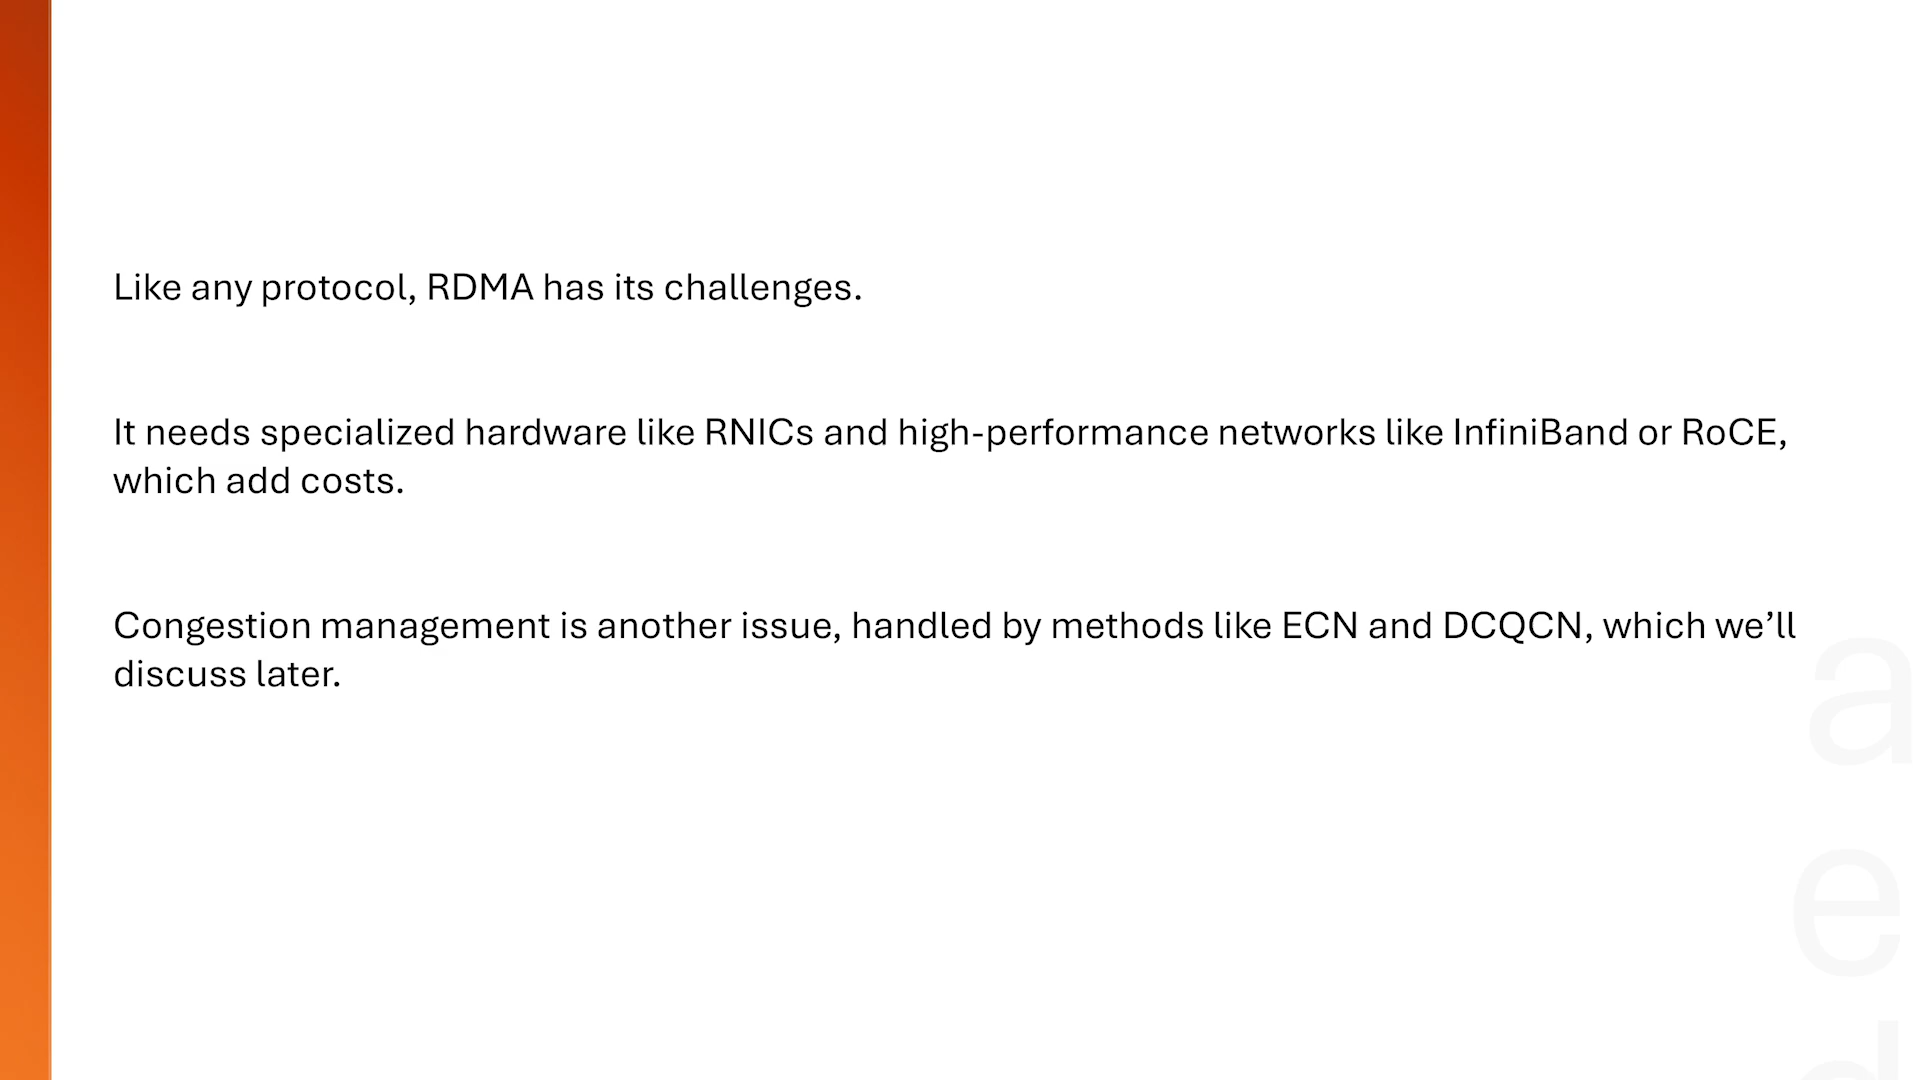 Like any protocol, RDMA has its challenges.
It needs specialized hardware like RNICs and high-performance networks like InfiniBand or RoCE,
which add costs.
Congestion management is another issue, handled by methods like ECN and DCQCN, which we’ll
discuss later.
a
e